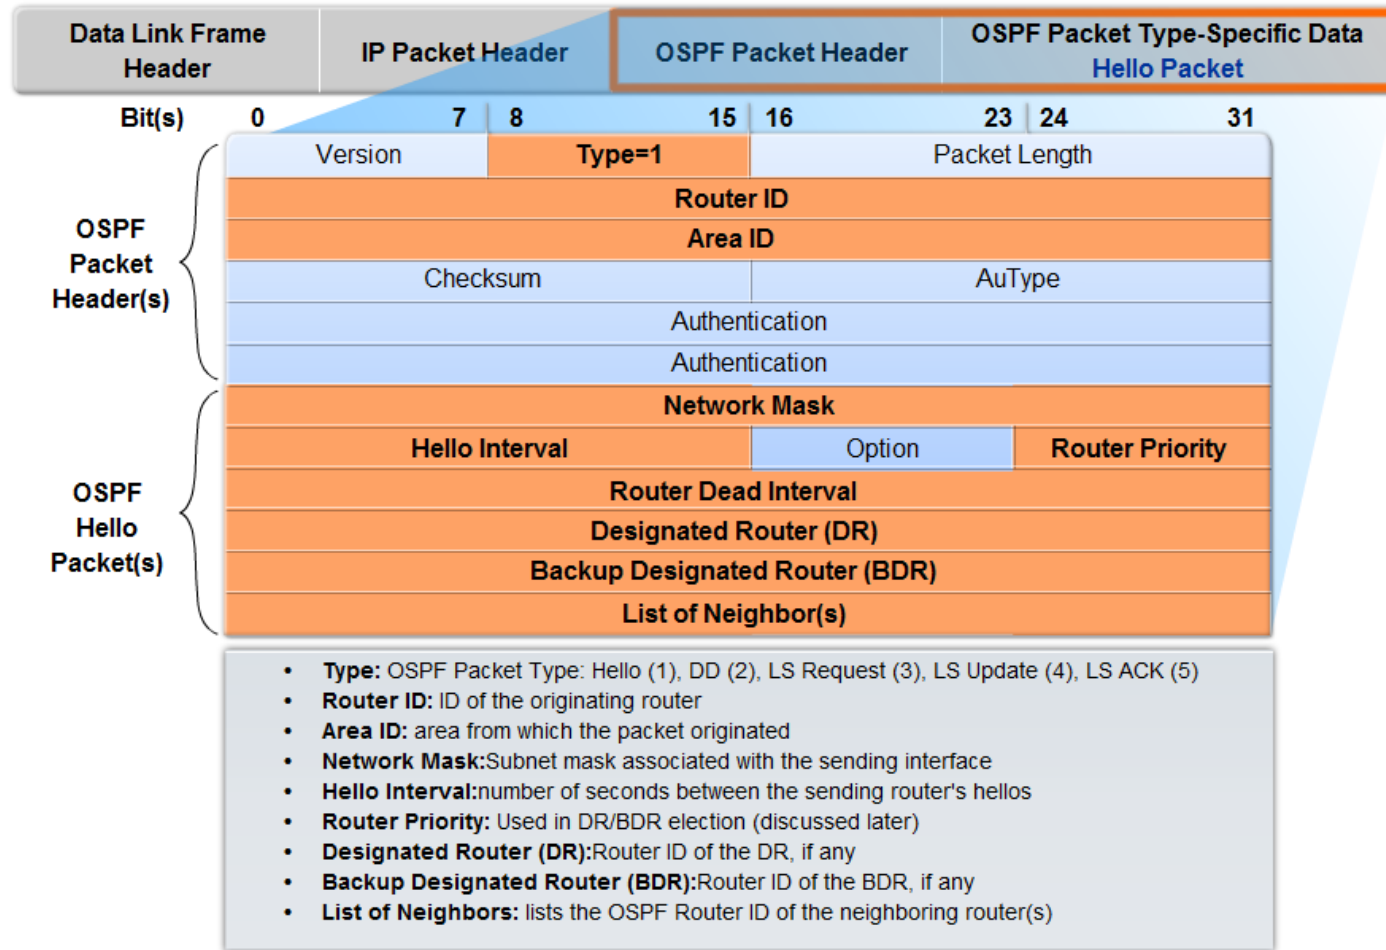 Data Link Frame
Header
IP Packet Header
OSPF Packet Header
OSPF Packet Type-Specific Data
Hello Packet
Bit(s) 0 7 8 15 16 23 24 31
Version Type=1 Packet Length
Router ID
Area ID
OSPF
Packet
Header(s)
Checksum AuType
Authentication
Authentication
Network Mask
Hello Interval Option Router Priority
Router Dead Interval
OSPF
Hello
Packet(s)
Designated Router (DR)
Backup Designated Router (BDR)
List of Neighbor(s)
• Type: OSPF Packet Type: Hello (1), DD (2), LS Request (3), LS Update (4), LS ACK (5)
• Router ID: ID of the originating router
• Area ID: area from which the packet originated
• Network Mask:Subnet mask associated with the sending interface
• Hello Interval:number of seconds between the sending router's hellos
• Router Priority: Used in DR/BDR election (discussed later)
• Designated Router (DR):Router ID of the DR, if any
• Backup Designated Router (BDR):Router ID of the BDR, if any
• List of Neighbors: lists the OSPF Router ID of the neighboring router(s)